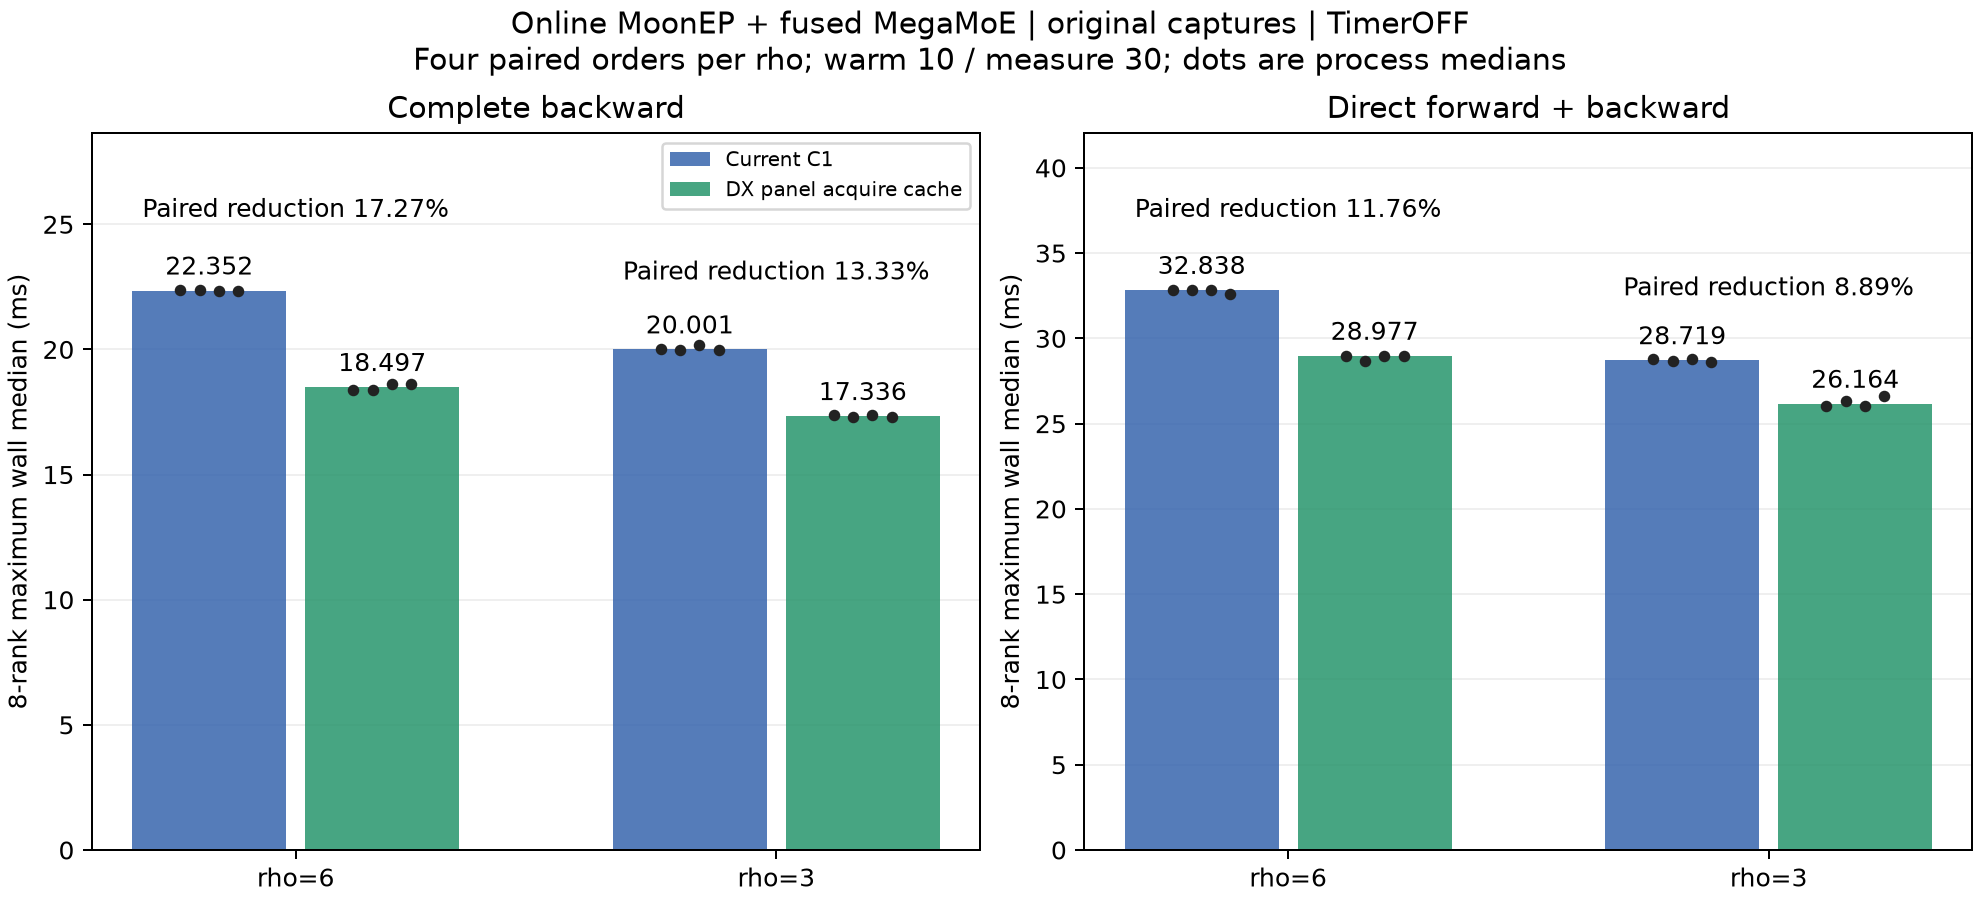 Online MoonEP + fused MegaMoE | original captures | TimerOFF
Four paired orders per rho; warm 10 / measure 30; dots are process medians
Complete backward
8-rank maximum wall median (ms)
25
20
15
10
5
0
Current C1
DX panel acquire cache
Paired reduction 17.27%
22.352
18.497
Paired reduction 13.33%
20.001
17.336
rho=6
rho=3
Direct forward + backward
8-rank maximum wall median (ms)
40
35
30
25
20
15
10
5
0
Paired reduction 11.76%
32.838
28.977
Paired reduction 8.89%
28.719
26.164
rho=6
rho=3